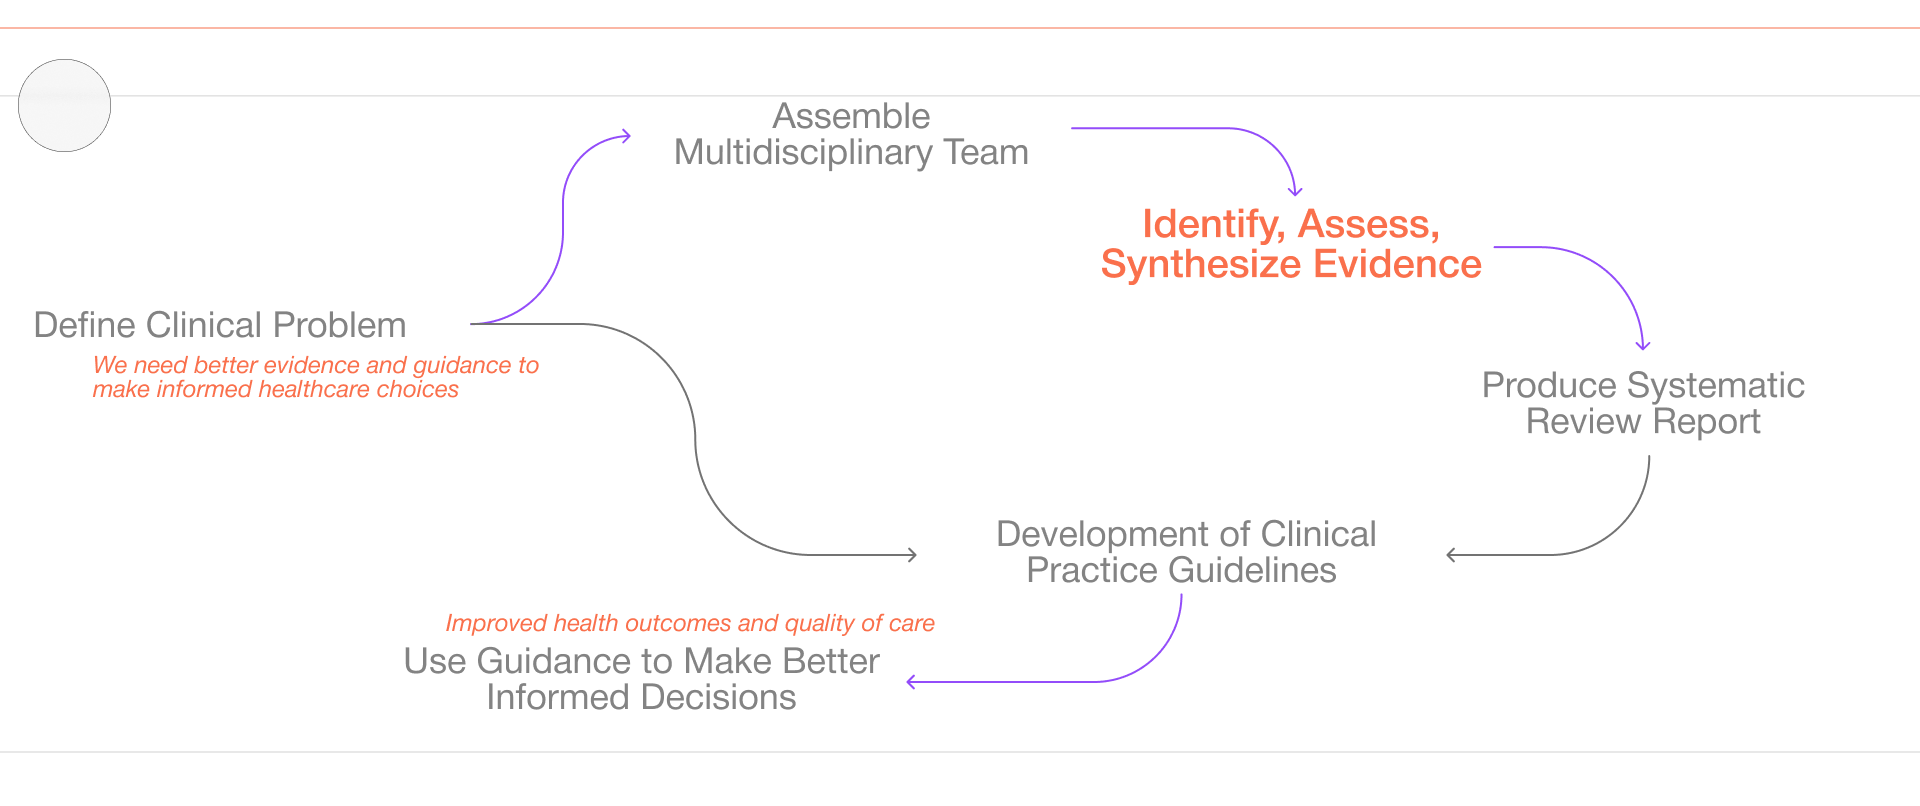 Assemble
Multidisciplinary Team
Identify, Assess,
Synthesize Evidence
Define Clinical Problem
We need better evidence and guidance to
make informed healthcare choices
Produce Systematic
Review Report
Development of Clinical
Practice Guidelines
Improved health outcomes and quality of care
Use Guidance to Make Better
Informed Decisions